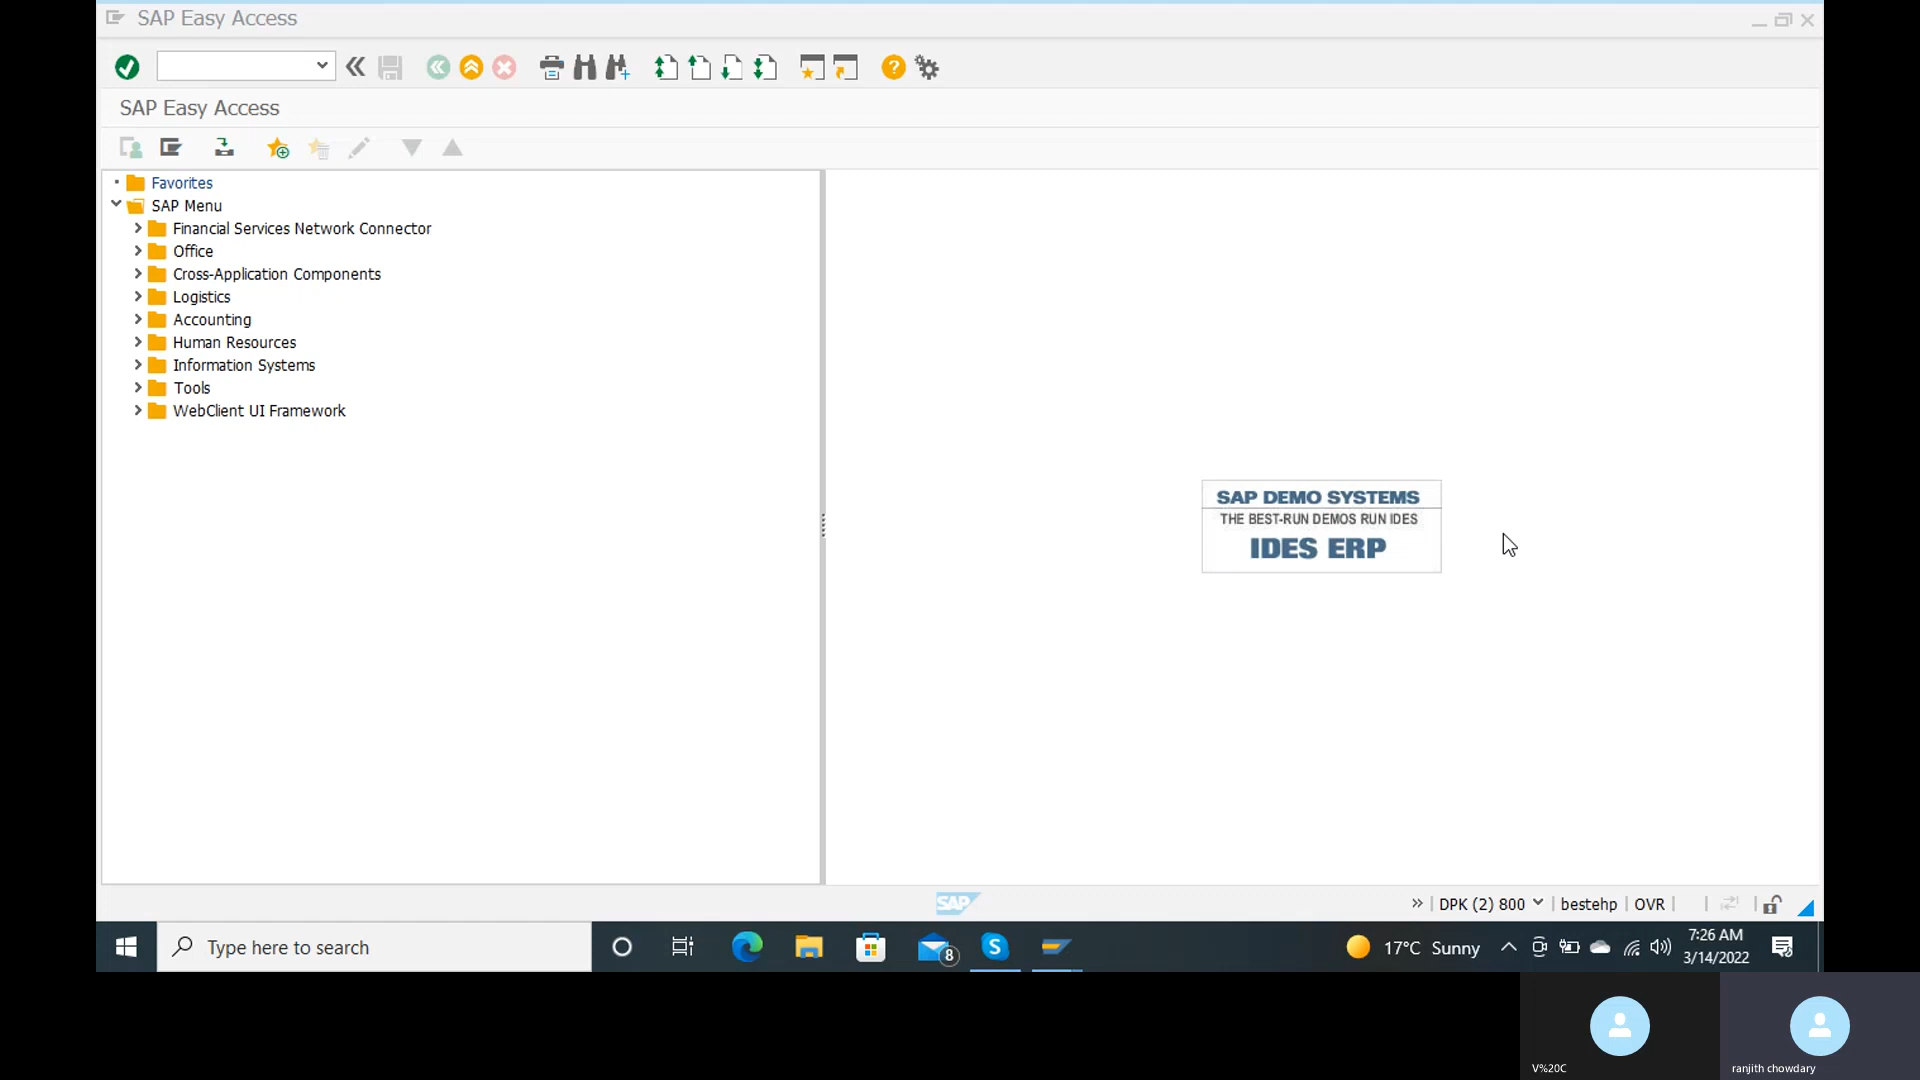 SAP Easy Access
SAP Easy Access
Favorites
SAP Menu
Financial Services Network Connector
Office
Cross-Application Components
Logistics
Accounting
Human Resources
Information Systems
Tools
WebClient UI Framework
SAP DEMO SYSTEMS
THE BEST-RUN DEMOS RUN IDES
IDES ERP
SAP
DPK (2) 800
bestehp
OVR
Type here to search
8
S
17°C Sunny
7:26 AM
3/14/2022
V%20C
ranjith chowdary